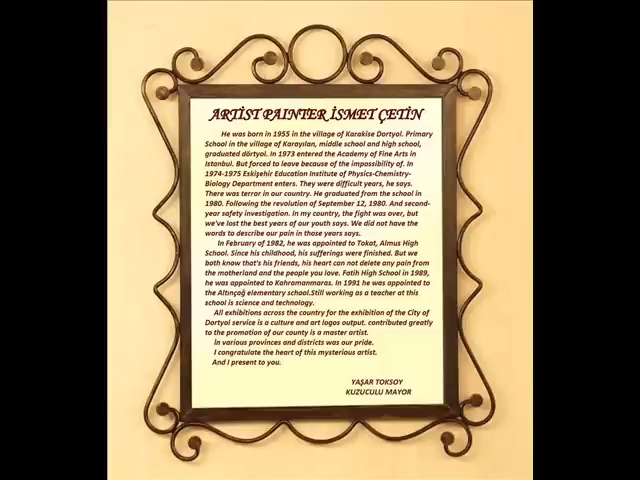 ARTİST PAINTER İSMET ÇETİN
He was born in 1955 in the village of Karakise Dortyol. Primary
School in the village of Karayılan, middle school and high school,
graduated dörtyol. In 1973 entered the Academy of Fine Arts in
Istanbul. But forced to leave because of the impossibility of. In
1974-1975 Eskişehir Education Institute of Physics-Chemistry-
Biology Department enters. They were difficult years, he says.
There was terror in our country. He graduated from the school in
1980. Following the revolution of September 12, 1980. And second-
year safety investigation. In my country, the fight was over, but
we've lost the best years of our youth says. We did not have the
words to describe our pain in those years says.
In February of 1982, he was appointed to Tokat, Almus High
School. Since his childhood, his sufferings were finished. But we
both know that's his friends, his heart can not delete any pain from
the motherland and the people you love. Fatih High School in 1989,
he was appointed to Kahramanmaras. In 1991 he was appointed to
the Altınçağ elementary school.Still working as a teacher at this
school is science and technology.
All exhibitions across the country for the exhibition of the City of
Dortyol service is a culture and art logos output. contributed greatly
to the promotion of our county is a master artist.
İn various provinces and districts was our pride.
I congratulate the heart of this mysterious artist.
And I present to you.
YAŞAR TOKSOY
KUZUCULU MAYOR